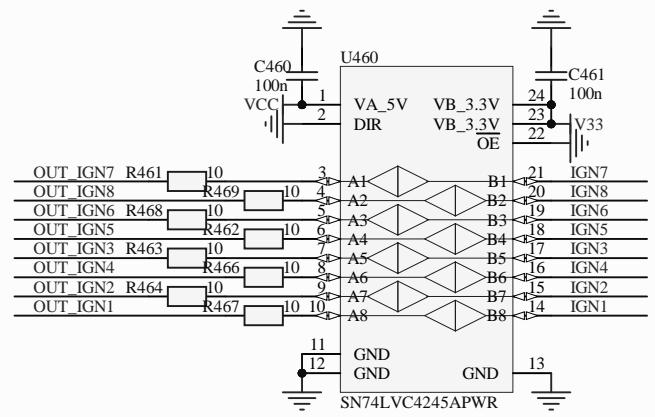 U460
C460
100n
C461
100n
VCC 1 VA_5V VB_3.3V 24
2 DIR VB_3.3V 23 V33
OE 22
OUT_IGN7 R461 10 3 A1 B1 21 IGN7
OUT_IGN8 R469 10 4 A2 B2 20 IGN8
OUT_IGN6 R468 10 5 A3 B3 19 IGN6
OUT_IGN5 R462 10 6 A4 B4 18 IGN5
OUT_IGN3 R463 10 7 A5 B5 17 IGN3
OUT_IGN4 R466 10 8 A6 B6 16 IGN4
OUT_IGN2 R464 10 9 A7 B7 15 IGN2
OUT_IGN1 R467 10 10 A8 B8 14 IGN1
11 GND
12 GND GND 13
SN74LVC4245APWR